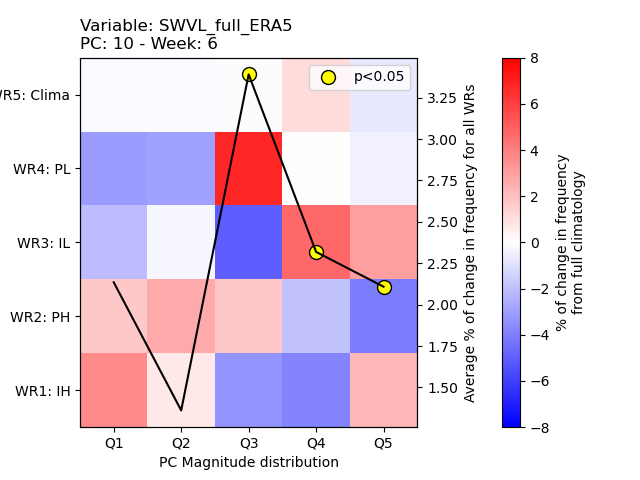 Variable: SWVL_full_ERA5
PC: 10 - Week: 6
p<0.05
WR5: Clima
WR4: PL
WR3: IL
WR2: PH
WR1: IH
Q1 Q2 Q3 Q4 Q5
PC Magnitude distribution
3.25
3.00
2.75
2.50
2.25
2.00
1.75
1.50
Average % of change in frequency for all WRs
8
6
4
2
0
−2
−4
−6
−8
% of change in frequency
from full climatology